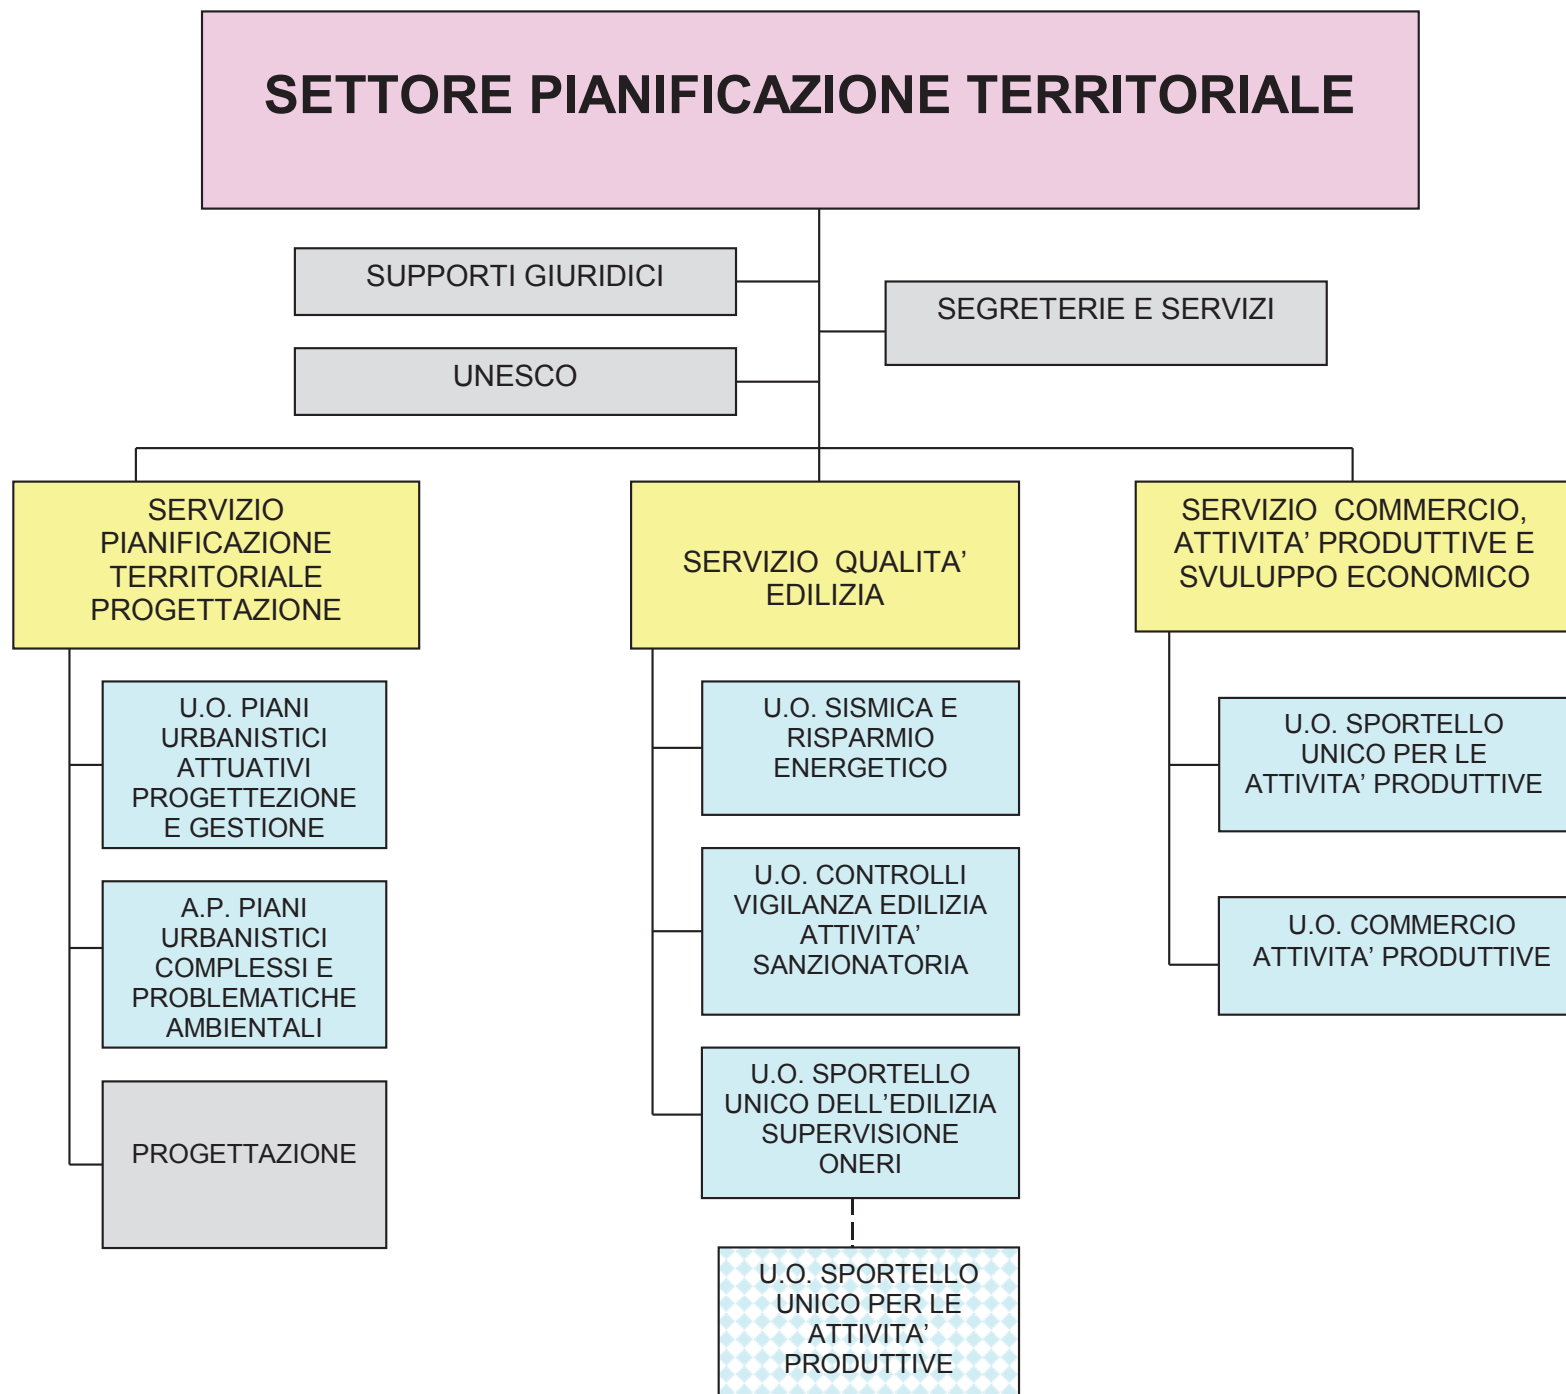 SETTORE PIANIFICAZIONE TERRITORIALE
SUPPORTI GIURIDICI
SEGRETERIE E SERVIZI
UNESCO
SERVIZIO
PIANIFICAZIONE
TERRITORIALE
PROGETTAZIONE
U.O. PIANI
URBANISTICI
ATTUATIVI
PROGETTEZIONE
E GESTIONE
A.P. PIANI
URBANISTICI
COMPLESSI E
PROBLEMATICHE
AMBIENTALI
PROGETTAZIONE
SERVIZIO QUALITA’
EDILIZIA
U.O. SISMICA E
RISPARMIO
ENERGETICO
U.O. CONTROLLI
VIGILANZA EDILIZIA
ATTIVITA’
SANZIONATORIA
U.O. SPORTELLO
UNICO DELL’EDILIZIA
SUPERVISIONE
ONERI
U.O. SPORTELLO
UNICO PER LE
ATTIVITA’
PRODUTTIVE
SERVIZIO COMMERCIO,
ATTIVITA’ PRODUTTIVE E
SVULUPPO ECONOMICO
U.O. SPORTELLO
UNICO PER LE
ATTIVITA’ PRODUTTIVE
U.O. COMMERCIO
ATTIVITA’ PRODUTTIVE